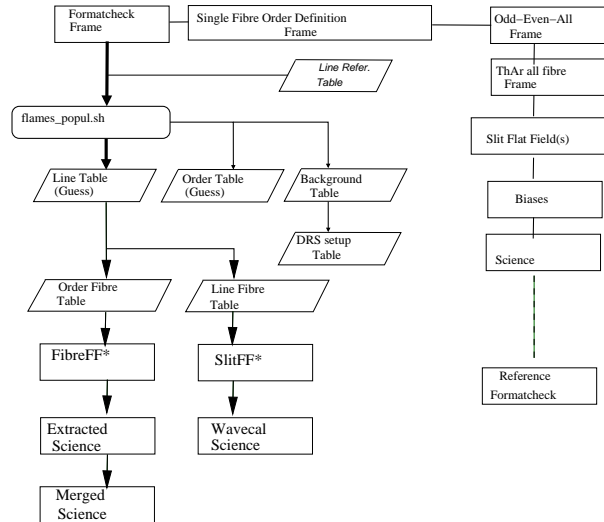 Formatcheck
Frame
Single Fibre Order Definition
Frame
Odd−Even−All
Frame
Line Refer.
Table
ThAr all fibre
Frame
flames_popul.sh
Slit Flat Field(s)
Line Table
(Guess)
Order Table
(Guess)
Background
Table
Biases
DRS setup
Table
Science
Order Fibre
Table
Line Fibre
Table
FibreFF*
SlitFF*
Reference
Formatcheck
Extracted
Science
Wavecal
Science
Merged
Science